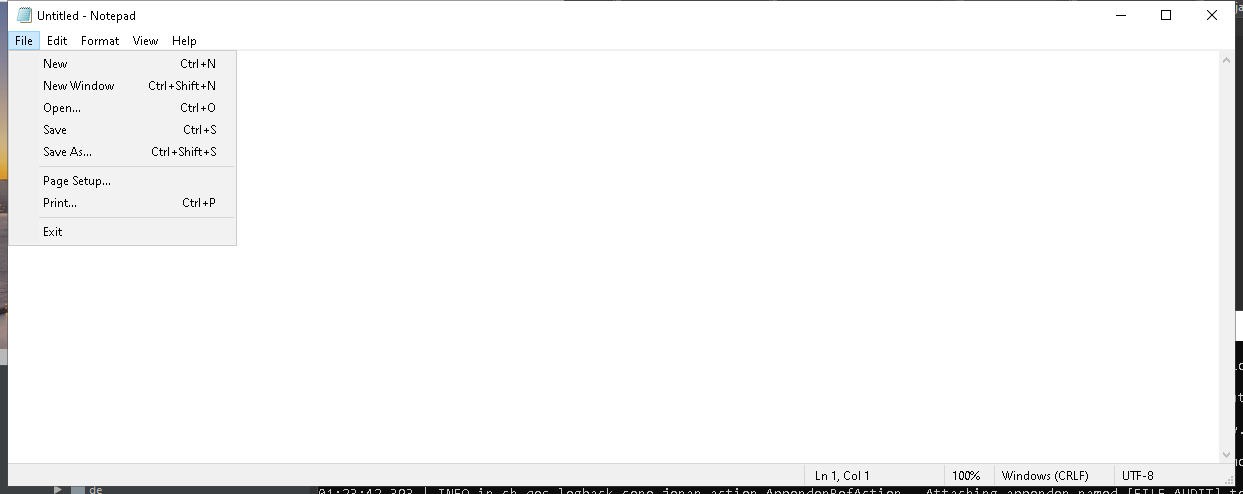 Untitled - Notepad
File Edit Format View Help
New Ctrl+N
New Window Ctrl+Shift+N
Open... Ctrl+O
Save Ctrl+S
Save As... Ctrl+Shift+S
Page Setup...
Print... Ctrl+P
Exit
Ln 1, Col 1 100% Windows (CRLF) UTF-8
de
01:23:42,393 | INFO in ch.qos.logback.core.joran.action.AppenderRefAction - Attaching appender named [FILE_AUDIT] t